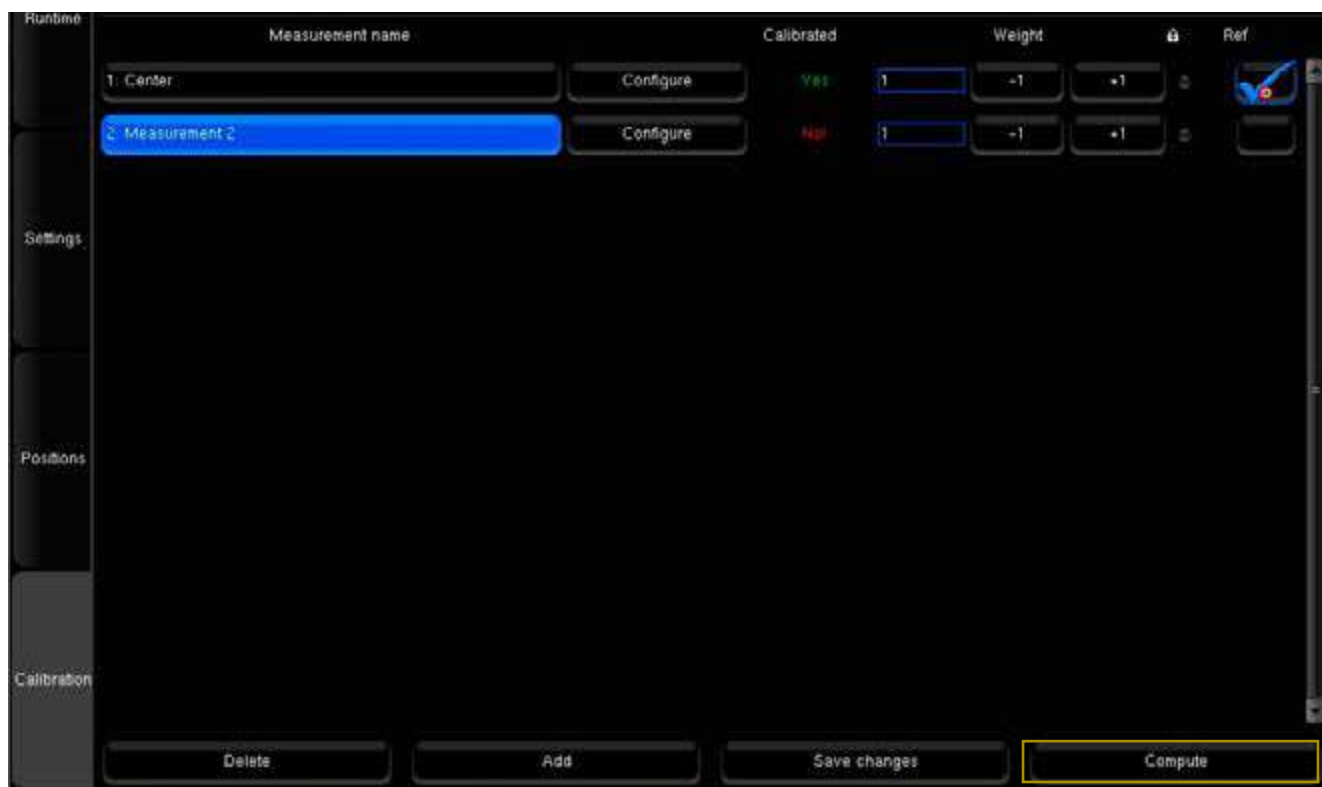 Runtime
Measurement name Calibrated Weight Ref
1: Center Configure Yes 1 -1 +1
2: Measurement 2 Configure No! 1 -1 +1
Settings
Positions
Calibration
Delete Add Save changes Compute